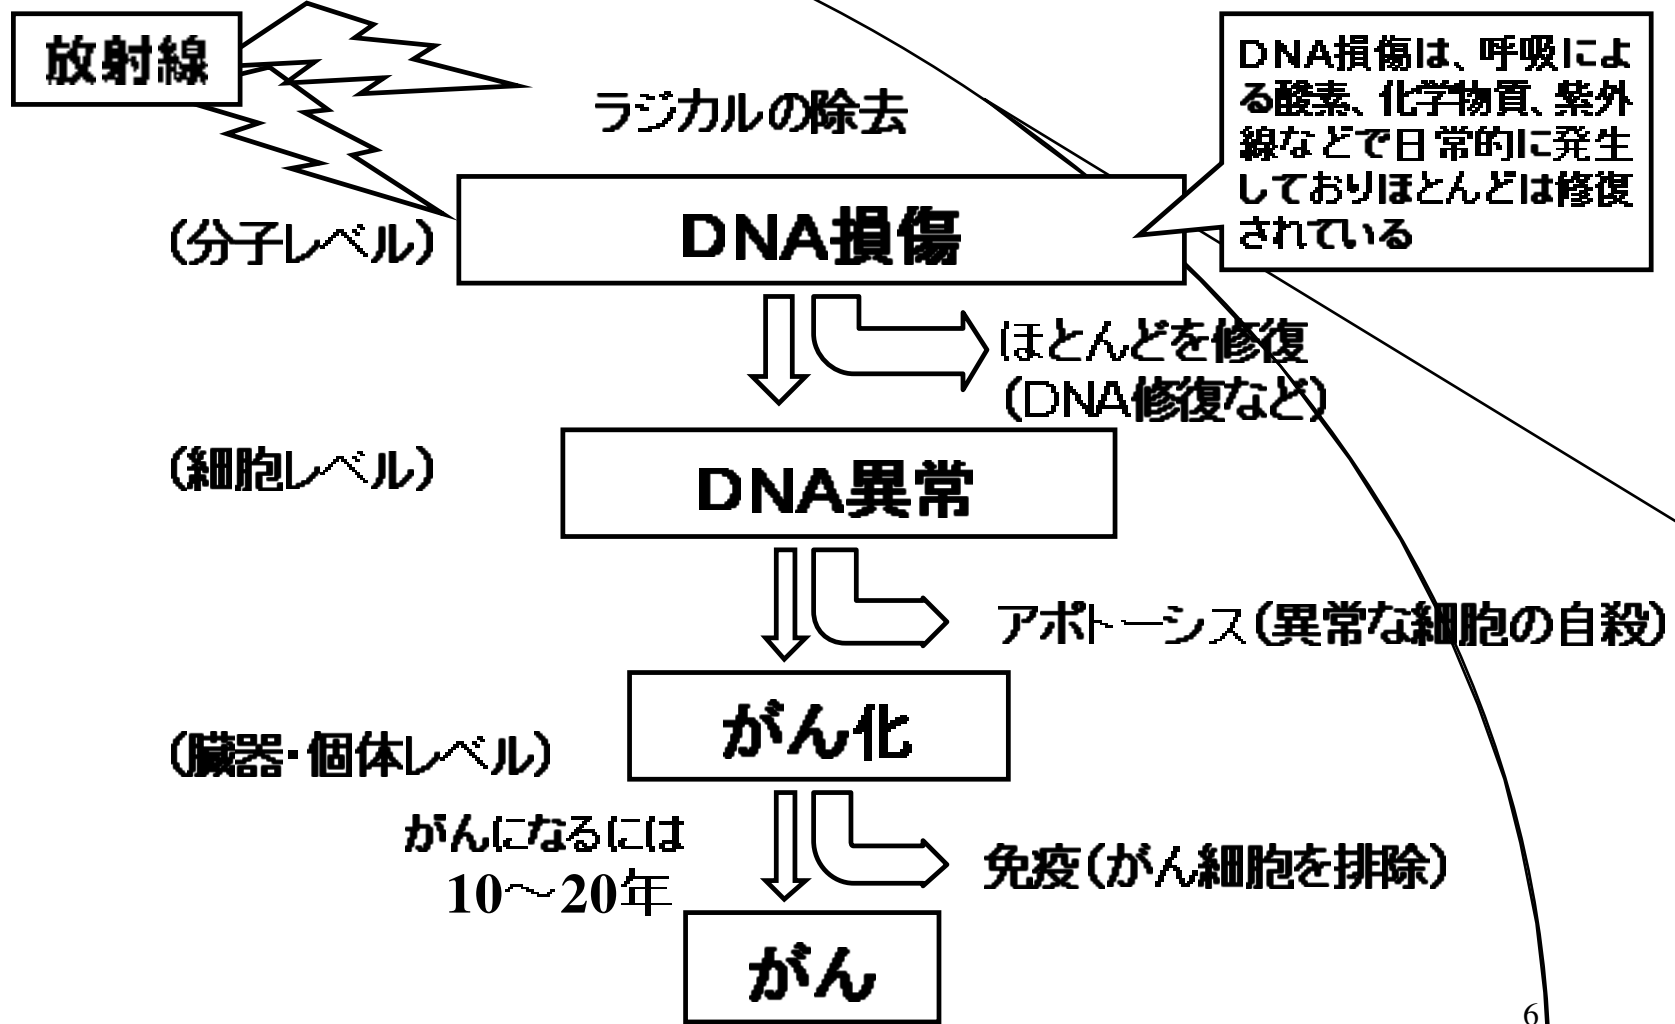 放射線
DNA損傷は、呼吸によ
る酸素、化学物質、紫外
線などで日常的に発生
しておりほとんどは修復
されている
ラジカルの除去
(分子レベル)
DNA損傷
ほとんどを修復
(DNA修復など)
(細胞レベル)
DNA異常
アポトーシス(異常な細胞の自殺)
がん化
(臓器・個体レベル)
がんになるには
10～20年
免疫(がん細胞を排除)
がん
6